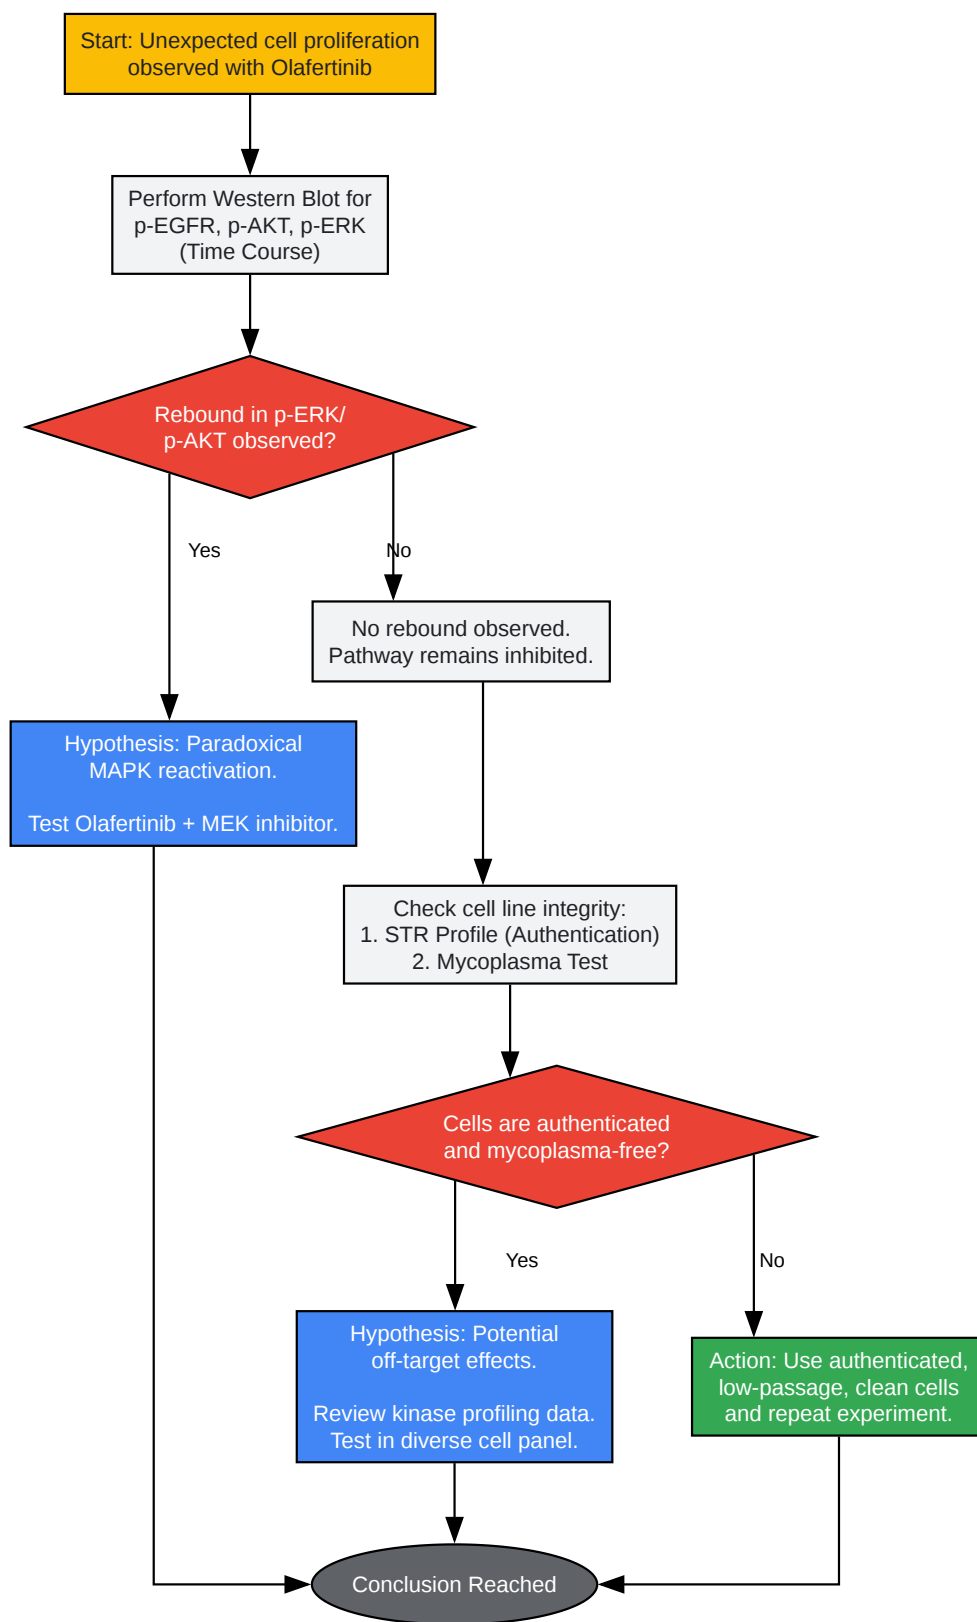 Start: Unexpected cell proliferation
observed with Olafertinib
Perform Western Blot for
p-EGFR, p-AKT, p-ERK
(Time Course)
Rebound in p-ERK/
p-AKT observed?
Yes
No
No rebound observed.
Pathway remains inhibited.
Hypothesis: Paradoxical
MAPK reactivation.
Test Olafertinib + MEK inhibitor.
Check cell line integrity:
1. STR Profile (Authentication)
2. Mycoplasma Test
Cells are authenticated
and mycoplasma-free?
Yes
No
Hypothesis: Potential
off-target effects.
Review kinase profiling data.
Test in diverse cell panel.
Action: Use authenticated,
low-passage, clean cells
and repeat experiment.
Conclusion Reached